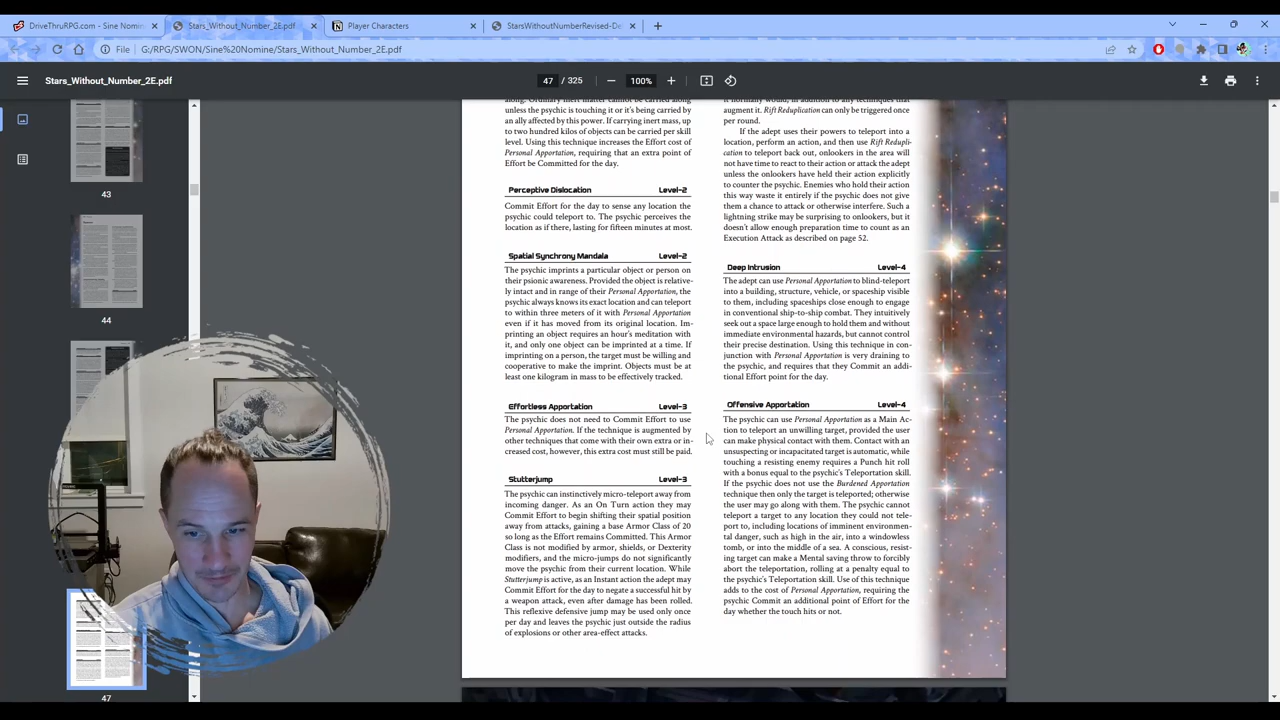 DriveThruRPG.com - Sine Nomin
Stars_Without_Number_2E.pdf
Player Characters
StarsWithoutNumberRevised-De
File
G:/RPG/SWON/Sine%20Nomine/Stars_Without_Number_2E.pdf
Stars_Without_Number_2E.pdf
47 / 325
100%
43
44
47
along. Ordinary inert matter cannot be carried along
unless the psychic is touching it or it's being carried by
an ally affected by this power. If carrying inert mass, up
to two hundred kilos of objects can be carried per skill
level. Using this technique increases the Effort cost of
Personal Apportation, requiring that an extra point of
Effort be Committed for the day.
Perceptive Dislocation Level-2
Commit Effort for the day to sense any location the
psychic could teleport to. The psychic perceives the
location as if there, lasting for fifteen minutes at most.
Spatial Synchrony Mandala Level-2
The psychic imprints a particular object or person on
their psionic awareness. Provided the object is relative-
ly intact and in range of their Personal Apportation, the
psychic always knows its exact location and can teleport
to within three meters of it with Personal Apportation
even if it has moved from its original location. Im-
printing an object requires an hour's meditation with
it, and only one object can be imprinted at a time. If
imprinting on a person, the target must be willing and
cooperative to make the imprint. Objects must be at
least one kilogram in mass to be effectively tracked.
Effortless Apportation Level-3
The psychic does not need to Commit Effort to use
Personal Apportation. If the technique is augmented by
other techniques that come with their own extra or in-
creased cost, however, this extra cost must still be paid.
Stutterjump Level-3
The psychic can instinctively micro-teleport away from
incoming danger. As an On Turn action they may
Commit Effort to begin shifting their spatial position
away from attacks, gaining a base Armor Class of 20
so long as the Effort remains Committed. This Armor
Class is not modified by armor, shields, or Dexterity
modifiers, and the micro-jumps do not significantly
move the psychic from their current location. While
Stutterjump is active, as an Instant action the adept may
Commit Effort for the day to negate a successful hit by
a weapon attack, even after damage has been rolled.
This reflexive defensive jump may be used only once
per day and leaves the psychic just outside the radius
of explosions or other area-effect attacks.
it normally would, in addition to any techniques that
augment it. Rift Reduplication can only be triggered once
per round.
If the adept uses their powers to teleport into a
location, perform an action, and then use Rift Redupli-
cation to teleport back out, onlookers in the area will
not have time to react to their action or attack the adept
unless the onlookers have held their action explicitly
to counter the psychic. Enemies who hold their action
this way waste it entirely if the psychic does not give
them a chance to attack or otherwise interfere. Such a
lightning strike may be surprising to onlookers, but it
doesn't allow enough preparation time to count as an
Execution Attack as described on page 52.
Deep Intrusion Level-4
The adept can use Personal Apportation to blind-teleport
into a building, structure, vehicle, or spaceship visible
to them, including spaceships close enough to engage
in conventional ship-to-ship combat. They intuitively
seek out a space large enough to hold them and without
immediate environmental hazards, but cannot control
their precise destination. Using this technique in con-
junction with Personal Apportation is very draining to
the psychic, and requires that they Commit an addi-
tional Effort point for the day.
Offensive Apportation Level-4
The psychic can use Personal Apportation as a Main Ac-
tion to teleport an unwilling target, provided the user
can make physical contact with them. Contact with an
unsuspecting or incapacitated target is automatic, while
touching a resisting enemy requires a Punch hit roll
with a bonus equal to the psychic's Teleportation skill.
If the psychic does not use the Burdened Apportation
technique then only the target is teleported; otherwise
the user may go along with them. The psychic cannot
teleport a target to any location they could not tele-
port to, including locations of imminent environmen-
tal danger, such as high in the air, into a windowless
tomb, or into the middle of a sea. A conscious, resist-
ing target can make a Mental saving throw to forcibly
abort the teleportation, rolling at a penalty equal to
the psychic's Teleportation skill. Use of this technique
adds to the cost of Personal Apportation, requiring the
psychic Commit an additional point of Effort for the
day whether the touch hits or not.